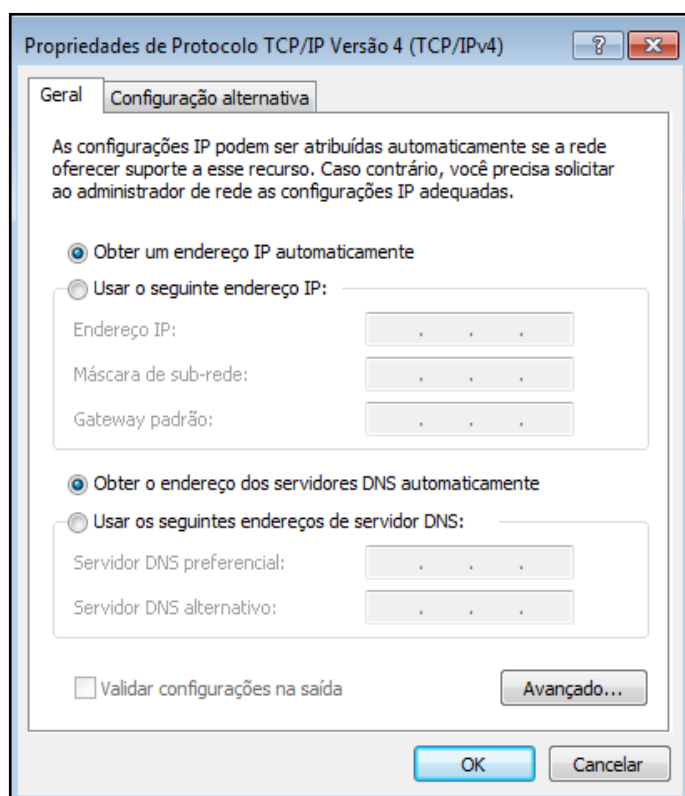 Propriedades de Protocolo TCP/IP Versão 4 (TCP/IPv4)
Geral
Configuração alternativa
As configurações IP podem ser atribuídas automaticamente se a rede
oferecer suporte a esse recurso. Caso contrário, você precisa solicitar
ao administrador de rede as configurações IP adequadas.
Obter um endereço IP automaticamente
Usar o seguinte endereço IP:
Endereço IP:
Máscara de sub-rede:
Gateway padrão:
Obter o endereço dos servidores DNS automaticamente
Usar os seguintes endereços de servidor DNS:
Servidor DNS preferencial:
Servidor DNS alternativo:
Validar configurações na saída
Avançado...
OK
Cancelar